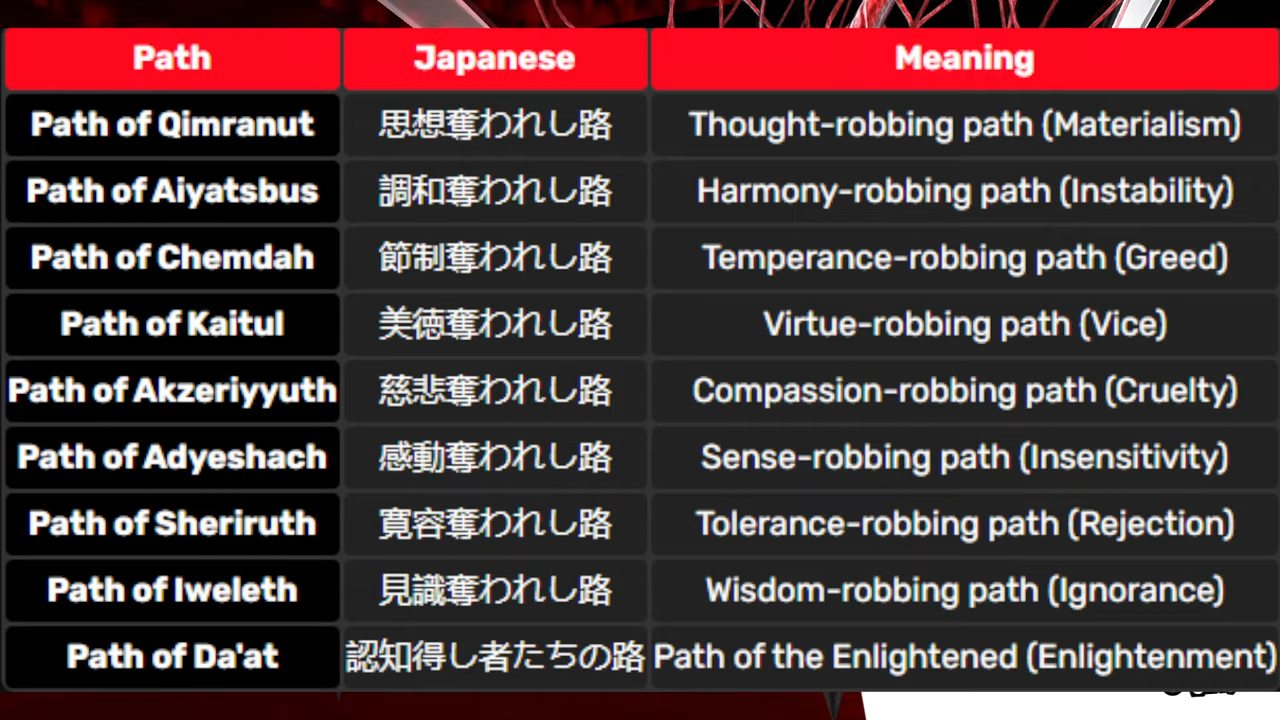 Path Japanese Meaning
Path of Qimranut 思想奪われし路 Thought-robbing path (Materialism)
Path of Aiyatsbus 調和奪われし路 Harmony-robbing path (Instability)
Path of Chemdah 節制奪われし路 Temperance-robbing path (Greed)
Path of Kaitul 美徳奪われし路 Virtue-robbing path (Vice)
Path of Akzeriyyuth 慈悲奪われし路 Compassion-robbing path (Cruelty)
Path of Adyeshach 感動奪われし路 Sense-robbing path (Insensitivity)
Path of Sheriruth 寛容奪われし路 Tolerance-robbing path (Rejection)
Path of Iweleth 見識奪われし路 Wisdom-robbing path (Ignorance)
Path of Da'at 認知得し者たちの路 Path of the Enlightened (Enlightenment)